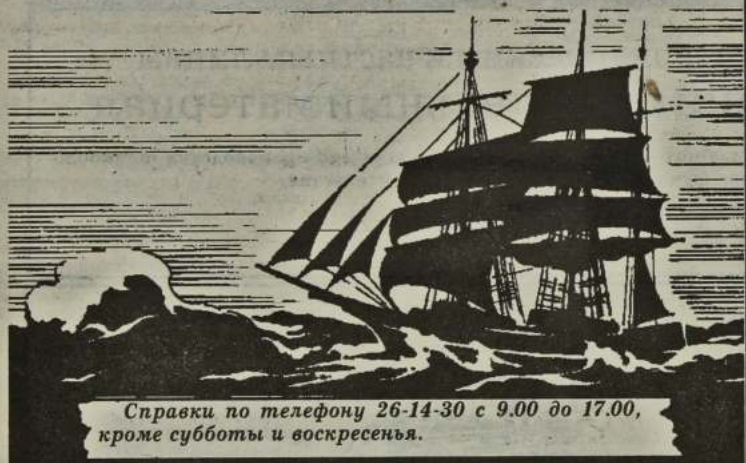 Справки по телефону 26-14-30 с 9.00 до 17.00,
кроме субботы и воскресенья.